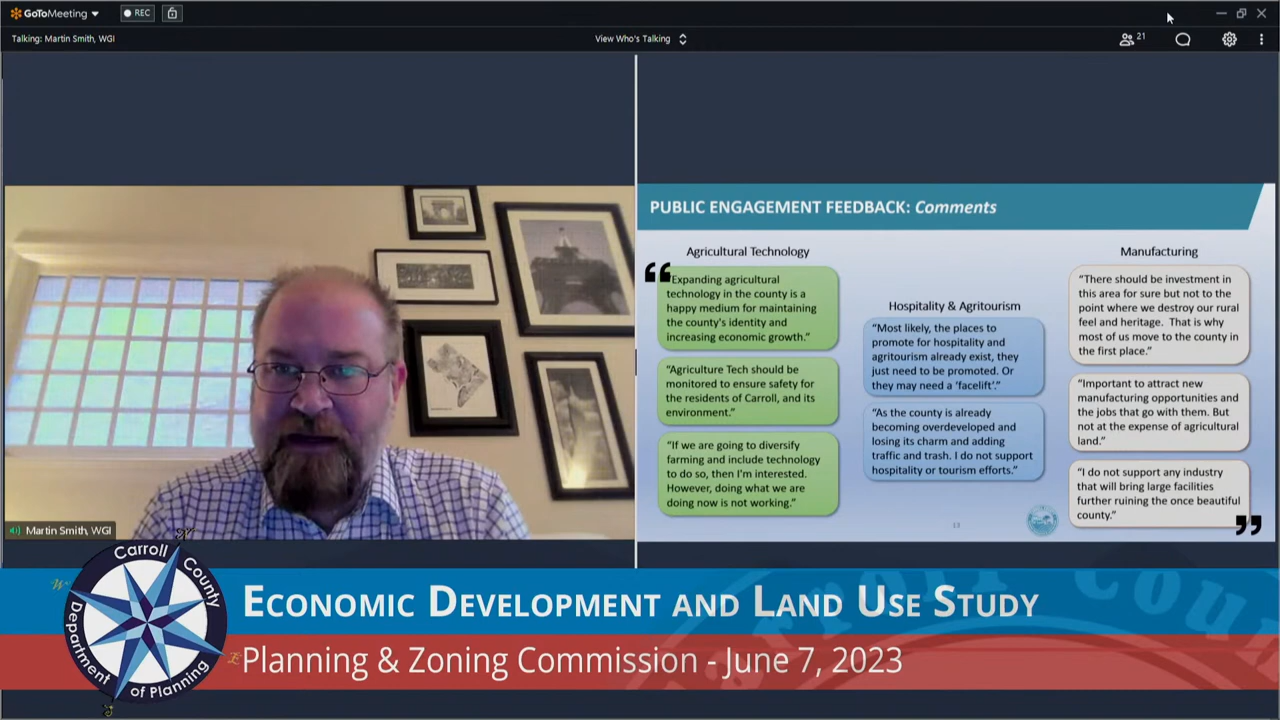 GoToMeeting
REC
Talking: Martin Smith, WGI
View Who's Talking
21
PUBLIC ENGAGEMENT FEEDBACK: Comments
Agricultural Technology
“Expanding agricultural
technology in the county is a
happy medium for maintaining
the county's identity and
increasing economic growth.”
“Agriculture Tech should be
monitored to ensure safety for
the residents of Carroll, and its
environment.”
“If we are going to diversify
farming and include technology
to do so, then I'm interested.
However, doing what we are
doing now is not working.”
Hospitality & Agritourism
“Most likely, the places to
promote for hospitality and
agritourism already exist, they
just need to be promoted. Or
they may need a ‘facelift’.”
“As the county is already
becoming overdeveloped and
losing its charm and adding
traffic and trash. I do not support
hospitality or tourism efforts.”
Manufacturing
“There should be investment in
this area for sure but not to the
point where we destroy our rural
feel and heritage. That is why
most of us move to the county in
the first place.”
“Important to attract new
manufacturing opportunities and
the jobs that go with them. But
not at the expense of agricultural
land.”
“I do not support any industry
that will bring large facilities
further ruining the once beautiful
county.”
13
Martin Smith, WGI
Carroll County
Department of Planning
ECONOMIC DEVELOPMENT AND LAND USE STUDY
Planning & Zoning Commission - June 7, 2023